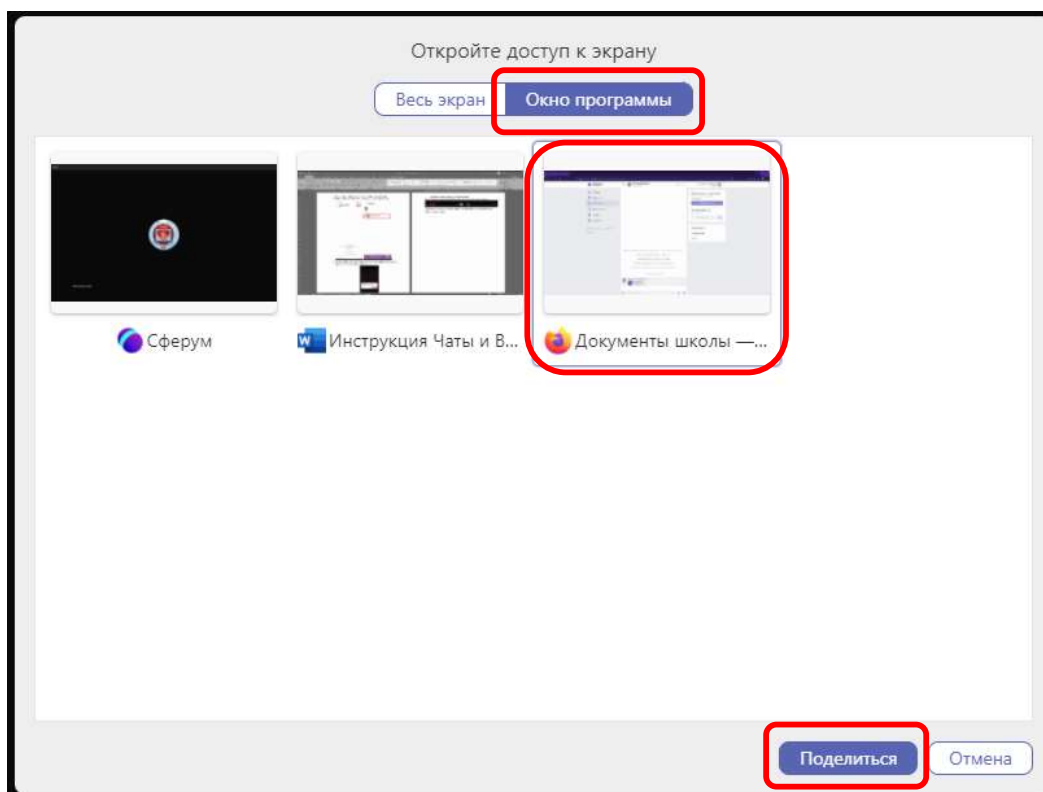 Откройте доступ к экрану
Весь экран Окно программы
Сферум
Инструкция Чаты и В...
Документы школы —...
Поделиться Отмена